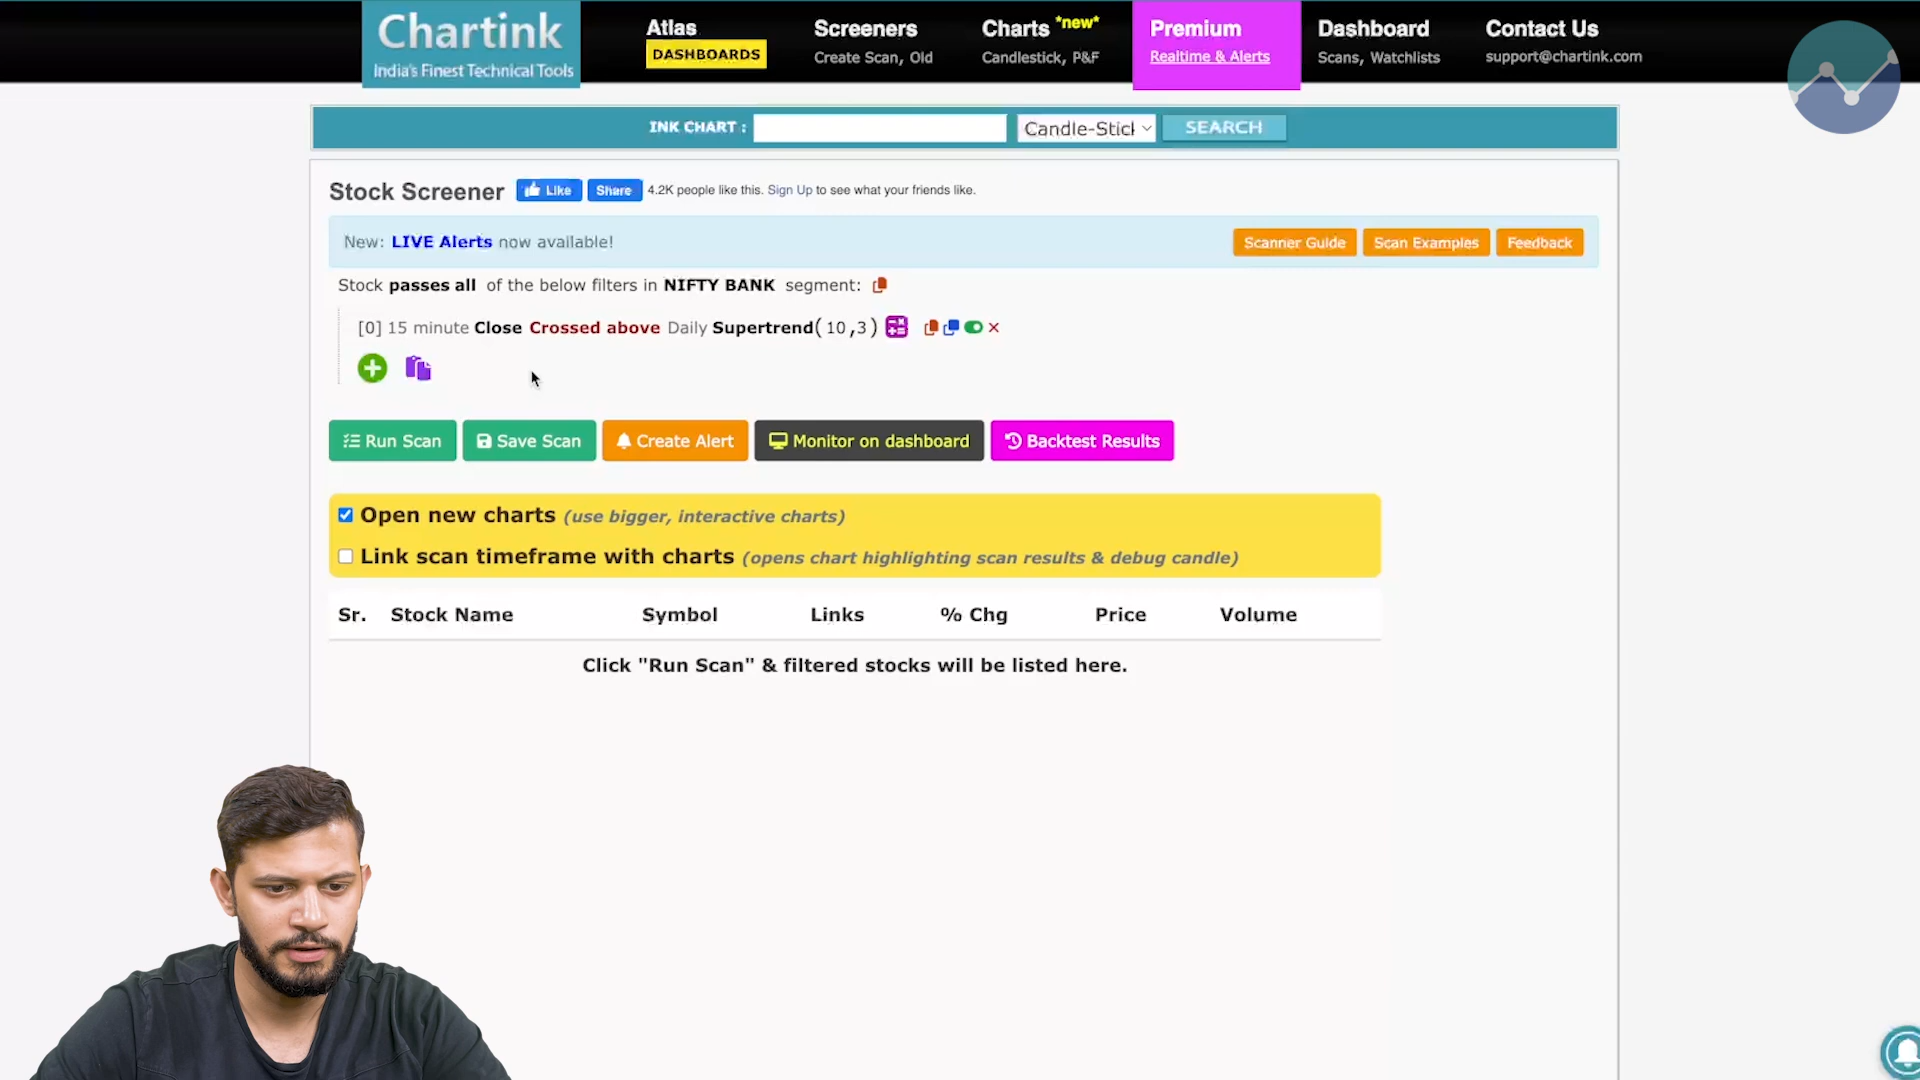 Chartink
India's Finest Technical Tools
Atlas
DASHBOARDS
Screeners
Create Scan, Old
Charts *new*
Candlestick, P&F
Premium
Realtime & Alerts
Dashboard
Scans, Watchlists
Contact Us
support@chartink.com
INK CHART : Candle-Stick SEARCH
Stock Screener Like Share 4.2K people like this. Sign Up to see what your friends like.
New: LIVE Alerts now available! Scanner Guide Scan Examples Feedback
Stock passes all of the below filters in NIFTY BANK segment:
[0] 15 minute Close Crossed above Daily Supertrend( 10 ,3 )
Run Scan Save Scan Create Alert Monitor on dashboard Backtest Results
Open new charts (use bigger, interactive charts)
Link scan timeframe with charts (opens chart highlighting scan results & debug candle)
Sr. Stock Name Symbol Links % Chg Price Volume
Click "Run Scan" & filtered stocks will be listed here.